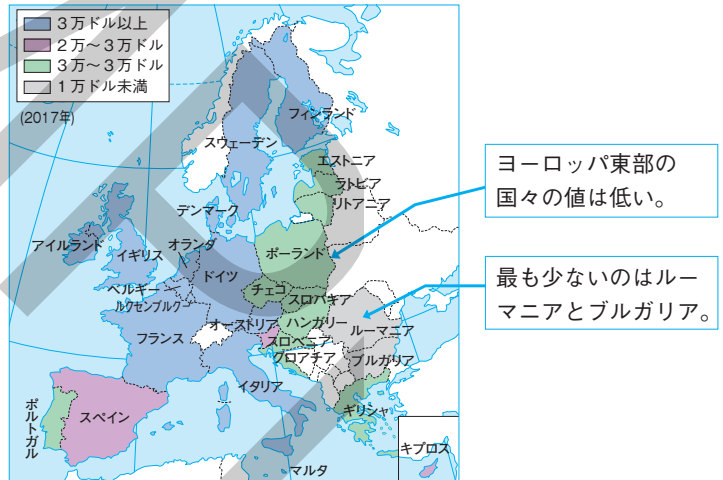 3万ドル以上
2万～3万ドル
3万～3万ドル
1万ドル未満
(2017年)
フィンランド
スウェーデン
エストニア
ラトビア
リトアニア
デンマーク
アイルランド
イギリス
オランダ
ドイツ
ポーランド
ベルギー
ルクセンブルク
チェコ
スロバキア
フランス
オーストリア
ハンガリー
ルーマニア
スロベニア
クロアチア
ブルガリア
イタリア
ポルトガル
スペイン
ギリシャ
マルタ
キプロス
ヨーロッパ東部の
国々の値は低い。
最も少ないのはルー
マニアとブルガリア。